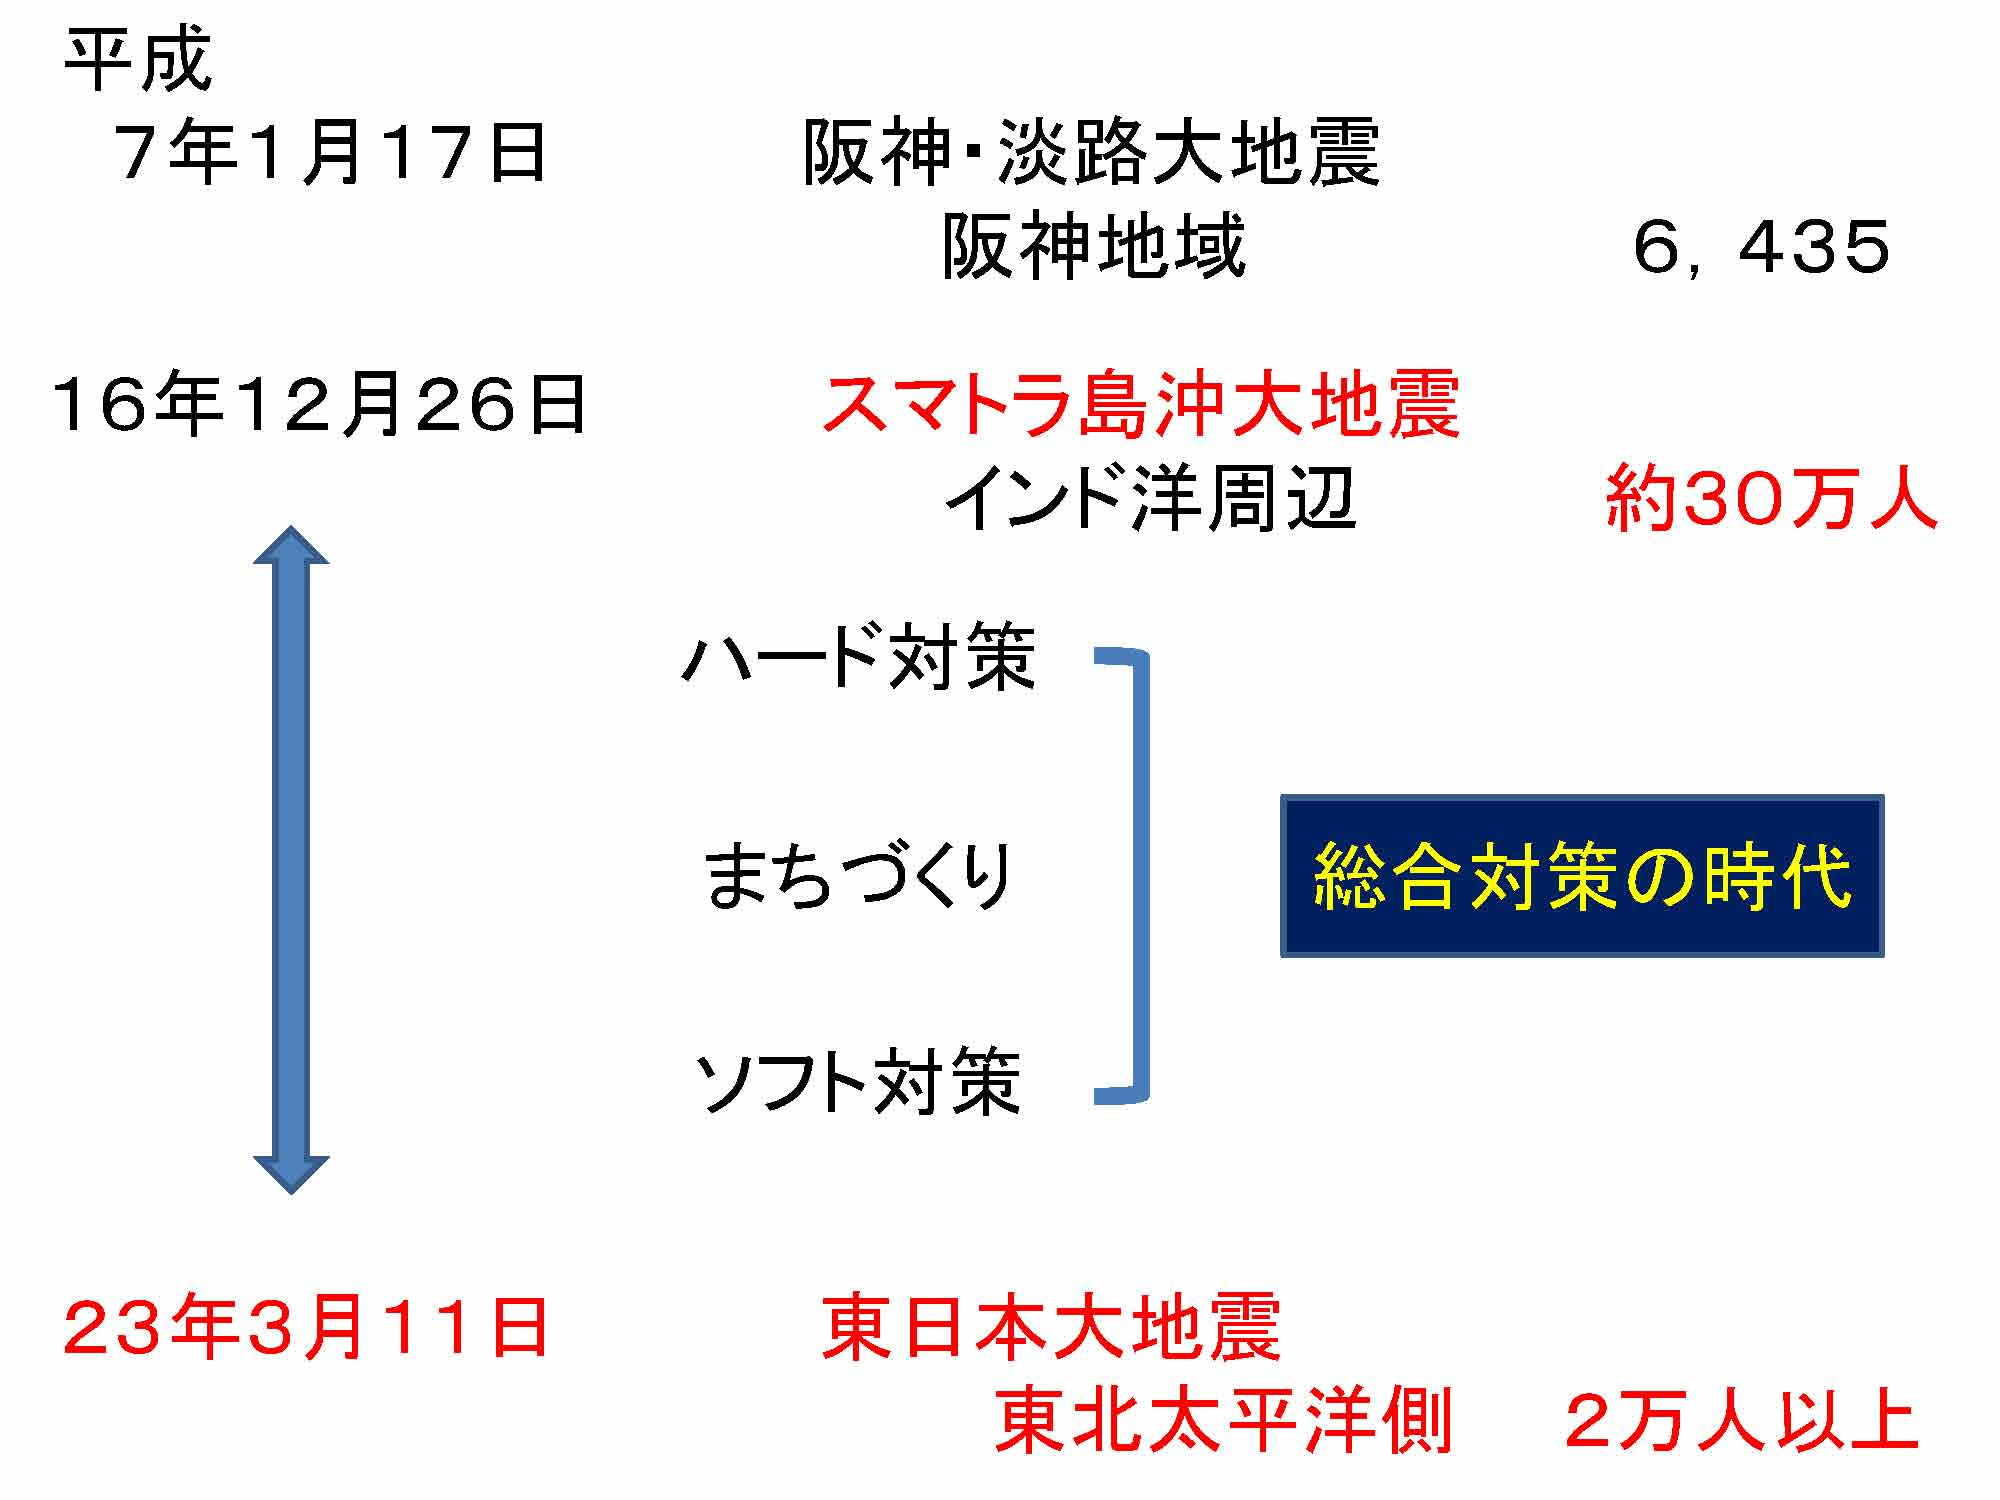 平成
７年１月１７日　阪神・淡路大地震
阪神地域　６，４３５
１６年１２月２６日　スマトラ島沖大地震
インド洋周辺　約３０万人
ハード対策
まちづくり　総合対策の時代
ソフト対策
２３年３月１１日　東日本大地震
東北太平洋側　２万人以上